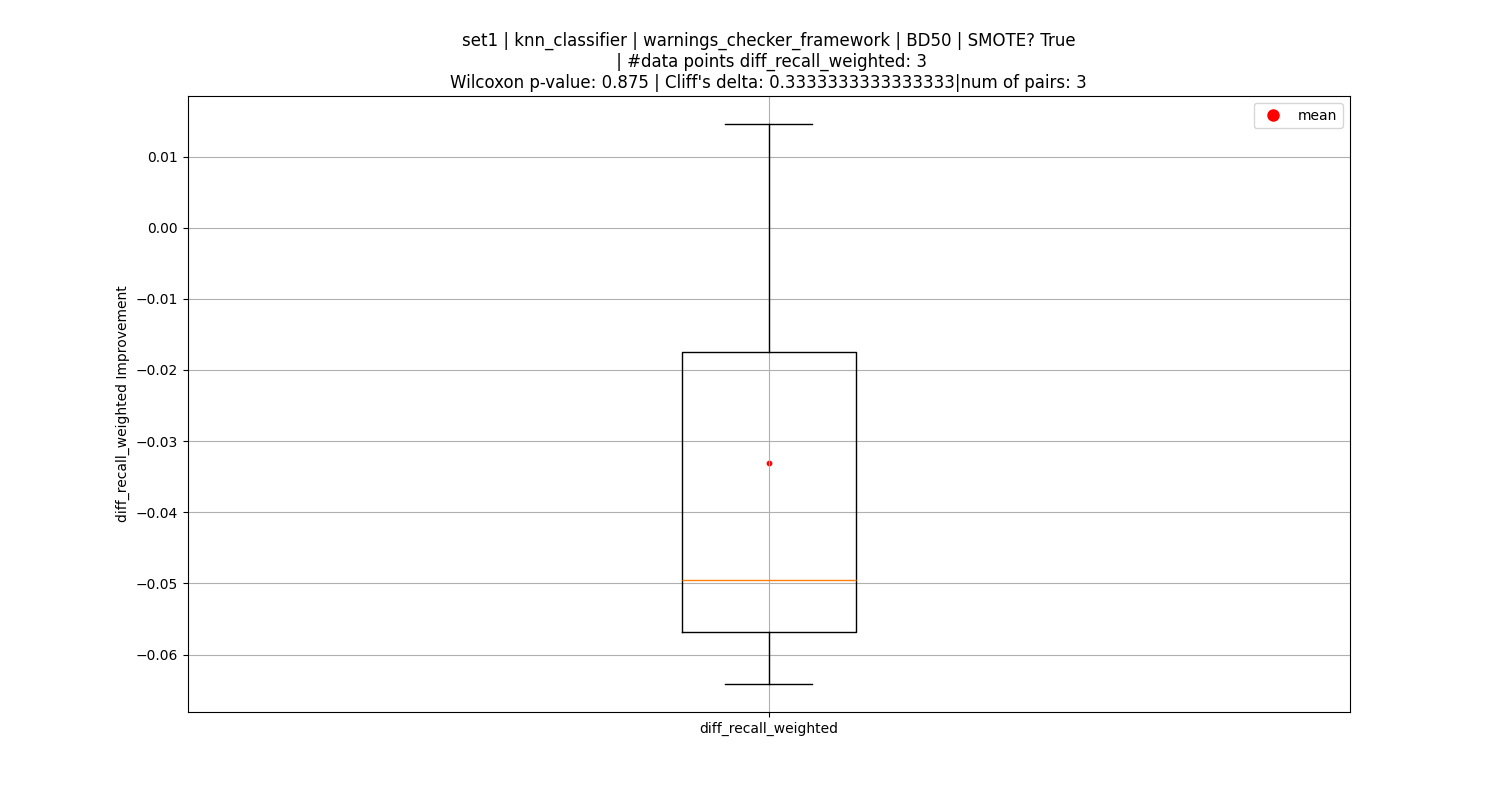 set1 | knn_classifier | warnings_checker_framework | BD50 | SMOTE? True
| #data points diff_recall_weighted: 3
Wilcoxon p-value: 0.875 | Cliff's delta: 0.3333333333333333|num of pairs: 3
mean
0.01
0.00
−0.01
−0.02
−0.03
−0.04
−0.05
−0.06
diff_recall_weighted Improvement
diff_recall_weighted